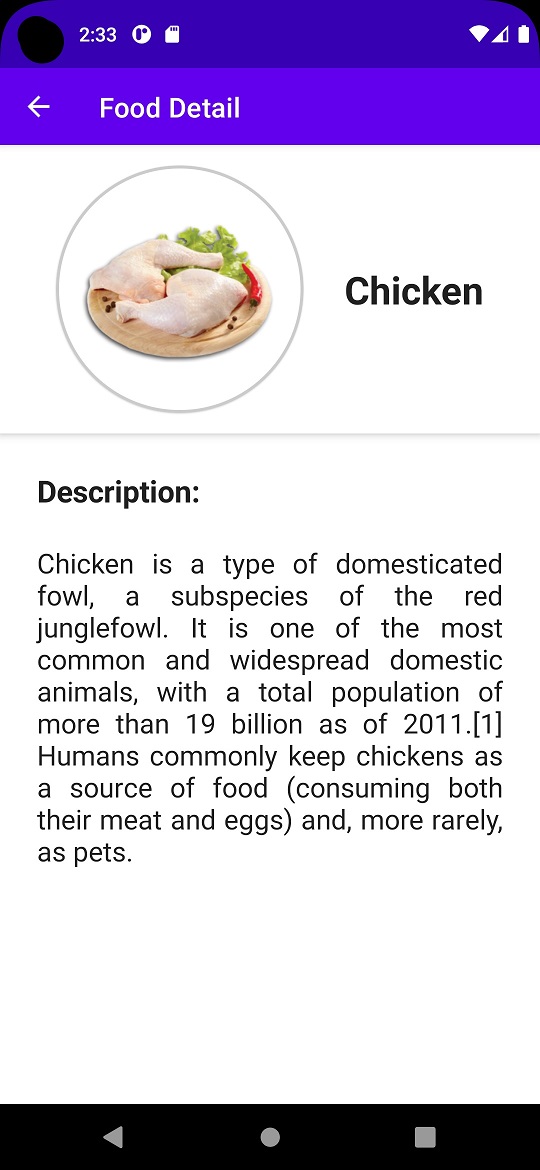 2:33
Food Detail
Chicken
Description:
Chicken is a type of domesticated
fowl, a subspecies of the red
junglefowl. It is one of the most
common and widespread domestic
animals, with a total population of
more than 19 billion as of 2011.[1]
Humans commonly keep chickens as
a source of food (consuming both
their meat and eggs) and, more rarely,
as pets.